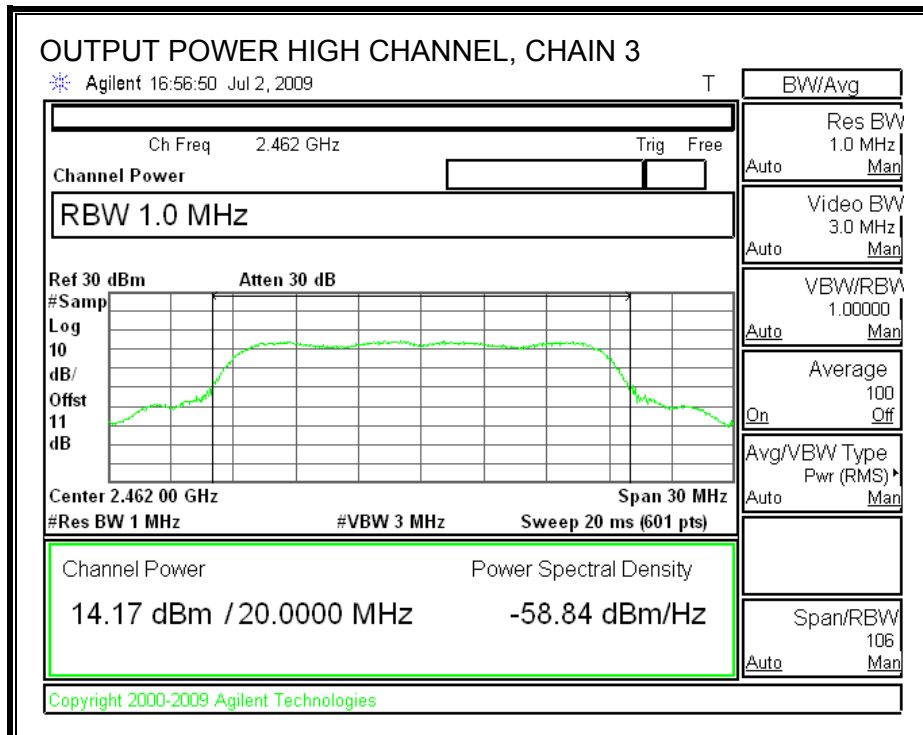 OUTPUT POWER HIGH CHANNEL, CHAIN 3
Agilent 16:56:50 Jul 2, 2009 T
Ch Freq 2.462 GHz Trig Free
Channel Power
RBW 1.0 MHz
Ref 30 dBm Atten 30 dB
#Samp
Log
10
dB/
Offst
11
dB
Center 2.462 00 GHz Span 30 MHz
#Res BW 1 MHz #VBW 3 MHz Sweep 20 ms (601 pts)
Channel Power Power Spectral Density
14.17 dBm / 20.0000 MHz -58.84 dBm/Hz
Copyright 2000-2009 Agilent Technologies
BW/Avg
Res BW
1.0 MHz
Auto Man
Video BW
3.0 MHz
Auto Man
VBW/RBW
1.00000
Auto Man
Average
100
On Off
Avg/VBW Type
Pwr (RMS)
Auto Man
Span/RBW
106
Auto Man